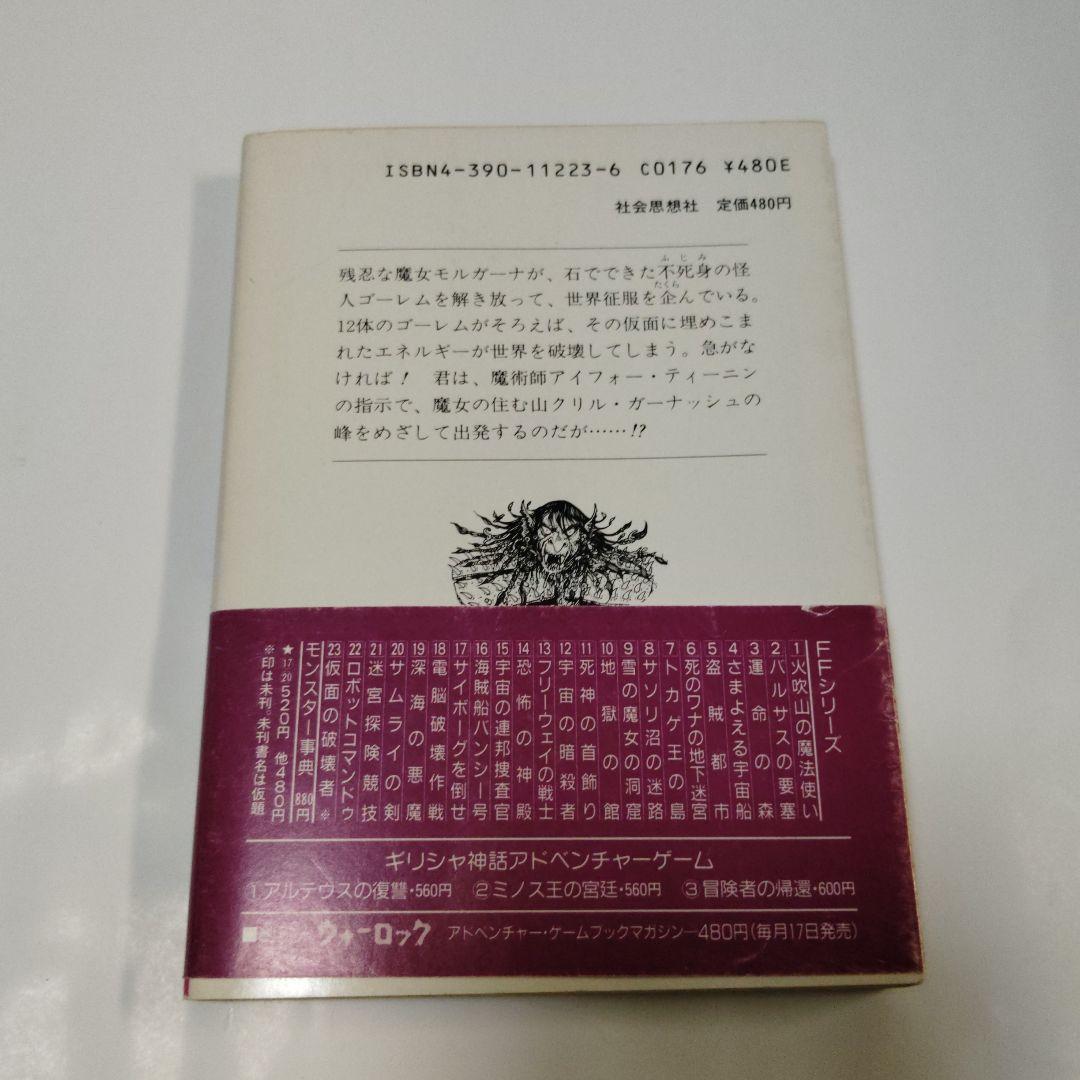 ISBN4-390-11223-6 C0176 ¥480E
社会思想社 定価480円
ふじみ
残忍な魔女モルガーナが、石でできた不死身の怪
たくら
人ゴーレムを解き放って、世界征服を企んでいる。
12体のゴーレムがそろえば、その仮面に埋めこま
れたエネルギーが世界を破壊してしまう。急がな
ければ! 君は、魔術師アイフォー・ティーニン
の指示で、魔女の住む山クリル・ガーナッシュの
峰をめざして出発するのだが……!?
FFシリーズ
1火吹山の魔法使い
2バルサスの要塞
3運命の森
4さまよえる宇宙船
5盗賊都市
6死のワナの地下迷宮
7トカゲ王の島
8サソリ沼の迷路
9雪の魔女の洞窟
10地獄の館
11死神の首飾り
12宇宙の暗殺者
13フリーウェイの戦士
14恐怖の神殿
15宇宙の連邦捜査官
16海賊船バンシー号
17サイボーグを倒せ
18電脳破壊作戦
19深海の悪魔
20サムライの剣
21迷宮探険競技
22ロボットコマンドゥ
23仮面の破壊者※
モンスター事典 880円
★17・20 520円 他480円
※印は未刊。未刊書名は仮題
ギリシャ神話アドベンチャーゲーム
①アルテウスの復讐・560円 ②ミノス王の宮廷・560円 ③冒険者の帰還・600円
ウォーロック アドベンチャー・ゲームブックマガジン—480円(毎月17日発売)